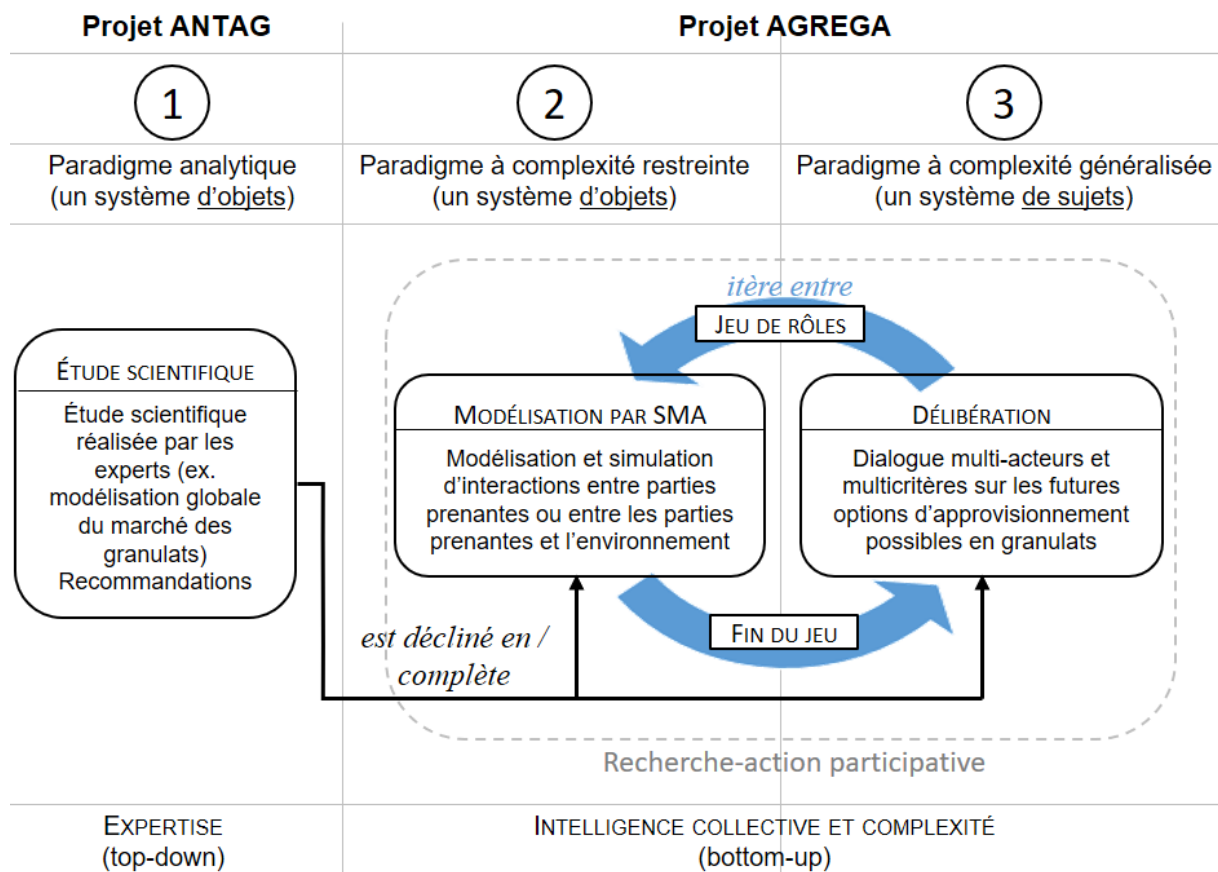 Projet ANTAG
Projet AGREGA
1
2
3
Paradigme analytique
(un système d'objets)
Paradigme à complexité restreinte
(un système d'objets)
Paradigme à complexité généralisée
(un système de sujets)
itère entre
JEU DE RÔLES
ÉTUDE SCIENTIFIQUE
Étude scientifique
réalisée par les
experts (ex.
modélisation globale
du marché des
granulats)
Recommandations
MODÉLISATION PAR SMA
Modélisation et simulation
d'interactions entre parties
prenantes ou entre les parties
prenantes et l'environnement
DÉLIBÉRATION
Dialogue multi-acteurs et
multicritères sur les futures
options d'approvisionnement
possibles en granulats
FIN DU JEU
est décliné en /
complète
Recherche-action participative
EXPERTISE
(top-down)
INTELLIGENCE COLLECTIVE ET COMPLEXITÉ
(bottom-up)